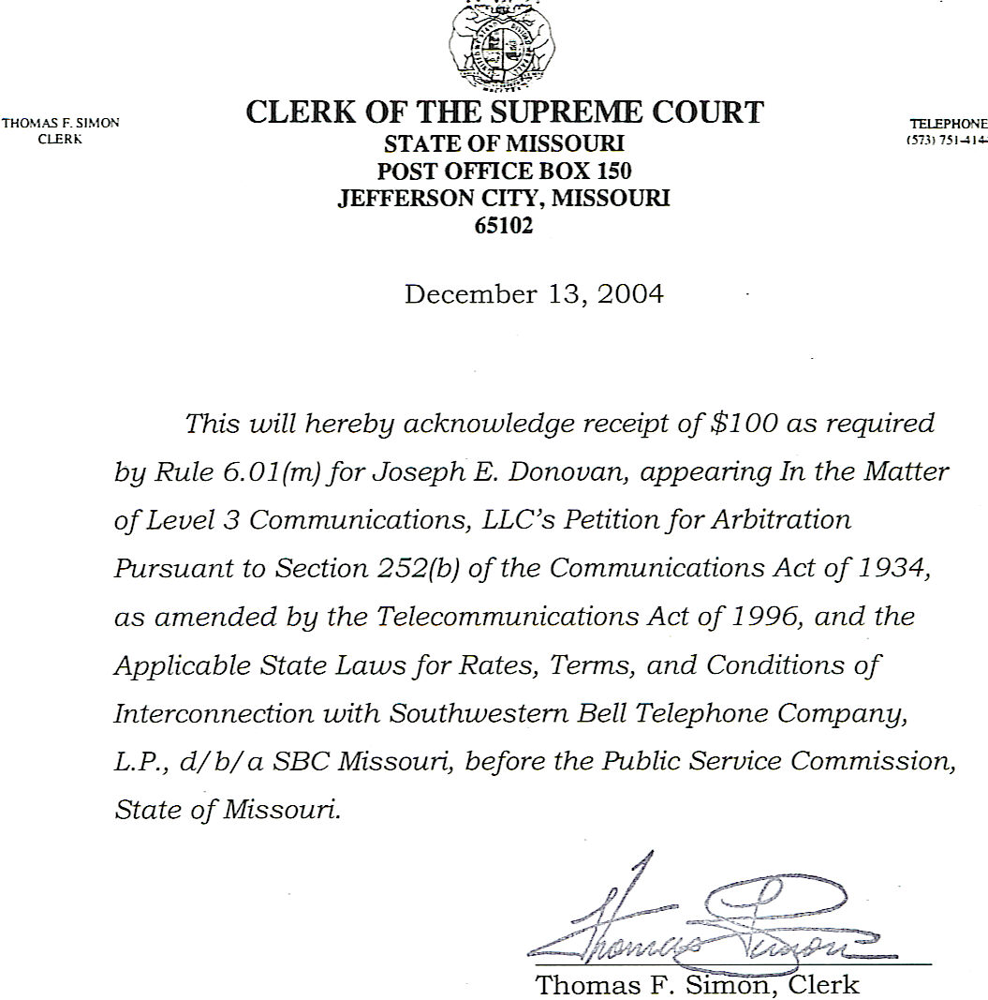 CLERK OF THE SUPREME COURT
STATE OF MISSOURI
POST OFFICE BOX 150
JEFFERSON CITY, MISSOURI
65102
THOMAS F. SIMON
CLERK
TELEPHONE
(573) 751-414
December 13, 2004
This will hereby acknowledge receipt of $100 as required
by Rule 6.01(m) for Joseph E. Donovan, appearing In the Matter
of Level 3 Communications, LLC's Petition for Arbitration
Pursuant to Section 252(b) of the Communications Act of 1934,
as amended by the Telecommunications Act of 1996, and the
Applicable State Laws for Rates, Terms, and Conditions of
Interconnection with Southwestern Bell Telephone Company,
L.P., d/b/a SBC Missouri, before the Public Service Commission,
State of Missouri.
Thomas F. Simon
Thomas F. Simon, Clerk